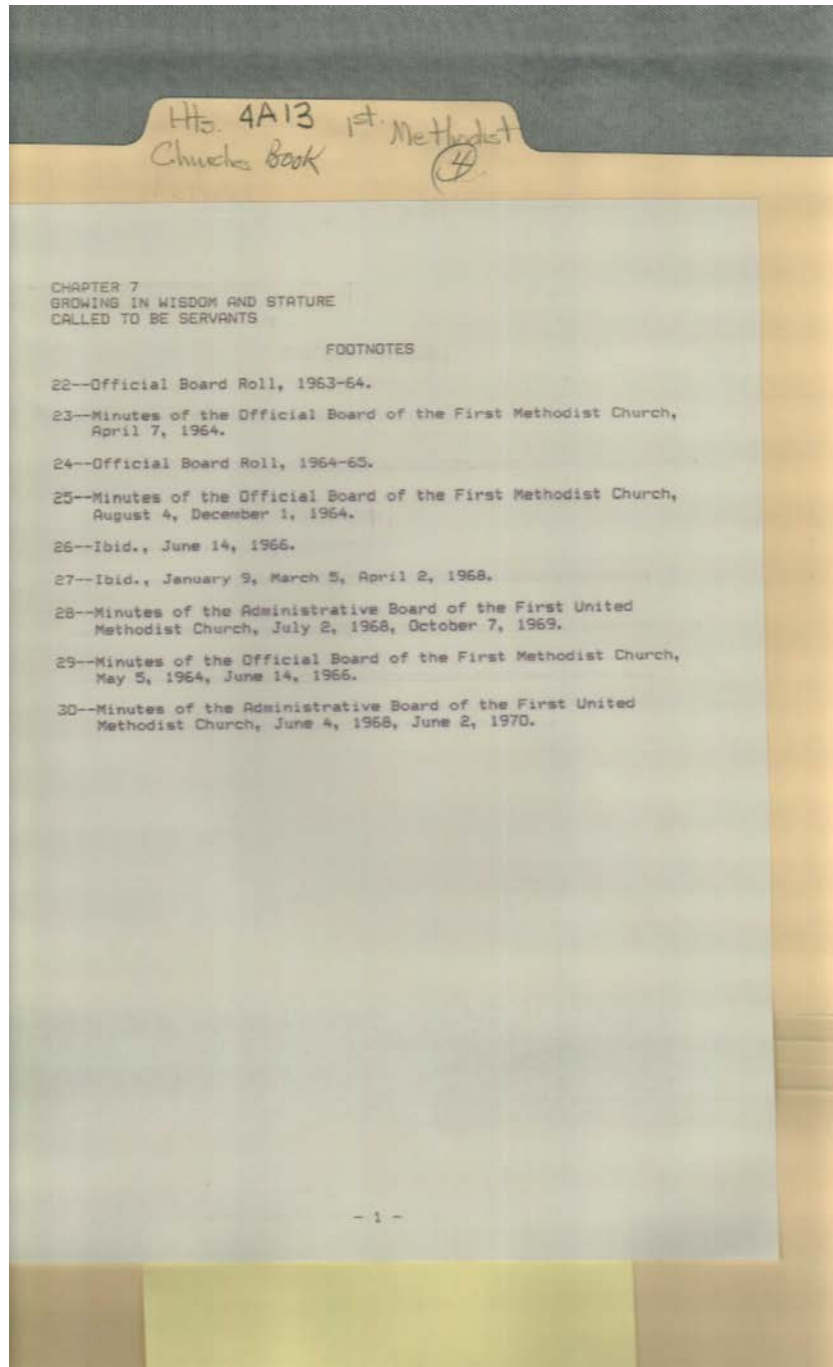 Hts. 4A13 1st. Methodist
Churches Book 4
CHAPTER 7
GROWING IN WISDOM AND STATURE
CALLED TO BE SERVANTS
FOOTNOTES
22--Official Board Roll, 1963-64.
23--Minutes of the Official Board of the First Methodist Church,
April 7, 1964.
24--Official Board Roll, 1964-65.
25--Minutes of the Official Board of the First Methodist Church,
August 4, December 1, 1964.
26--Ibid., June 14, 1966.
27--Ibid., January 9, March 5, April 2, 1968.
28--Minutes of the Administrative Board of the First United
Methodist Church, July 2, 1968, October 7, 1969.
29--Minutes of the Official Board of the First Methodist Church,
May 5, 1964, June 14, 1966.
30--Minutes of the Administrative Board of the First United
Methodist Church, June 4, 1968, June 2, 1970.
- 1 -